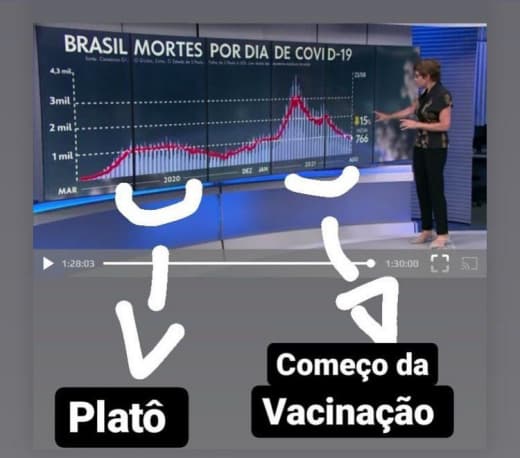 BRASIL MORTES POR DIA DE COVID-19
4,3 mil
3mil
2 mil
1 mil
MAR
2020
DEZ JAN
2021
AGO
23/08
15%
766
1:28:03
1:30:00
Platô
Começo da
Vacinação